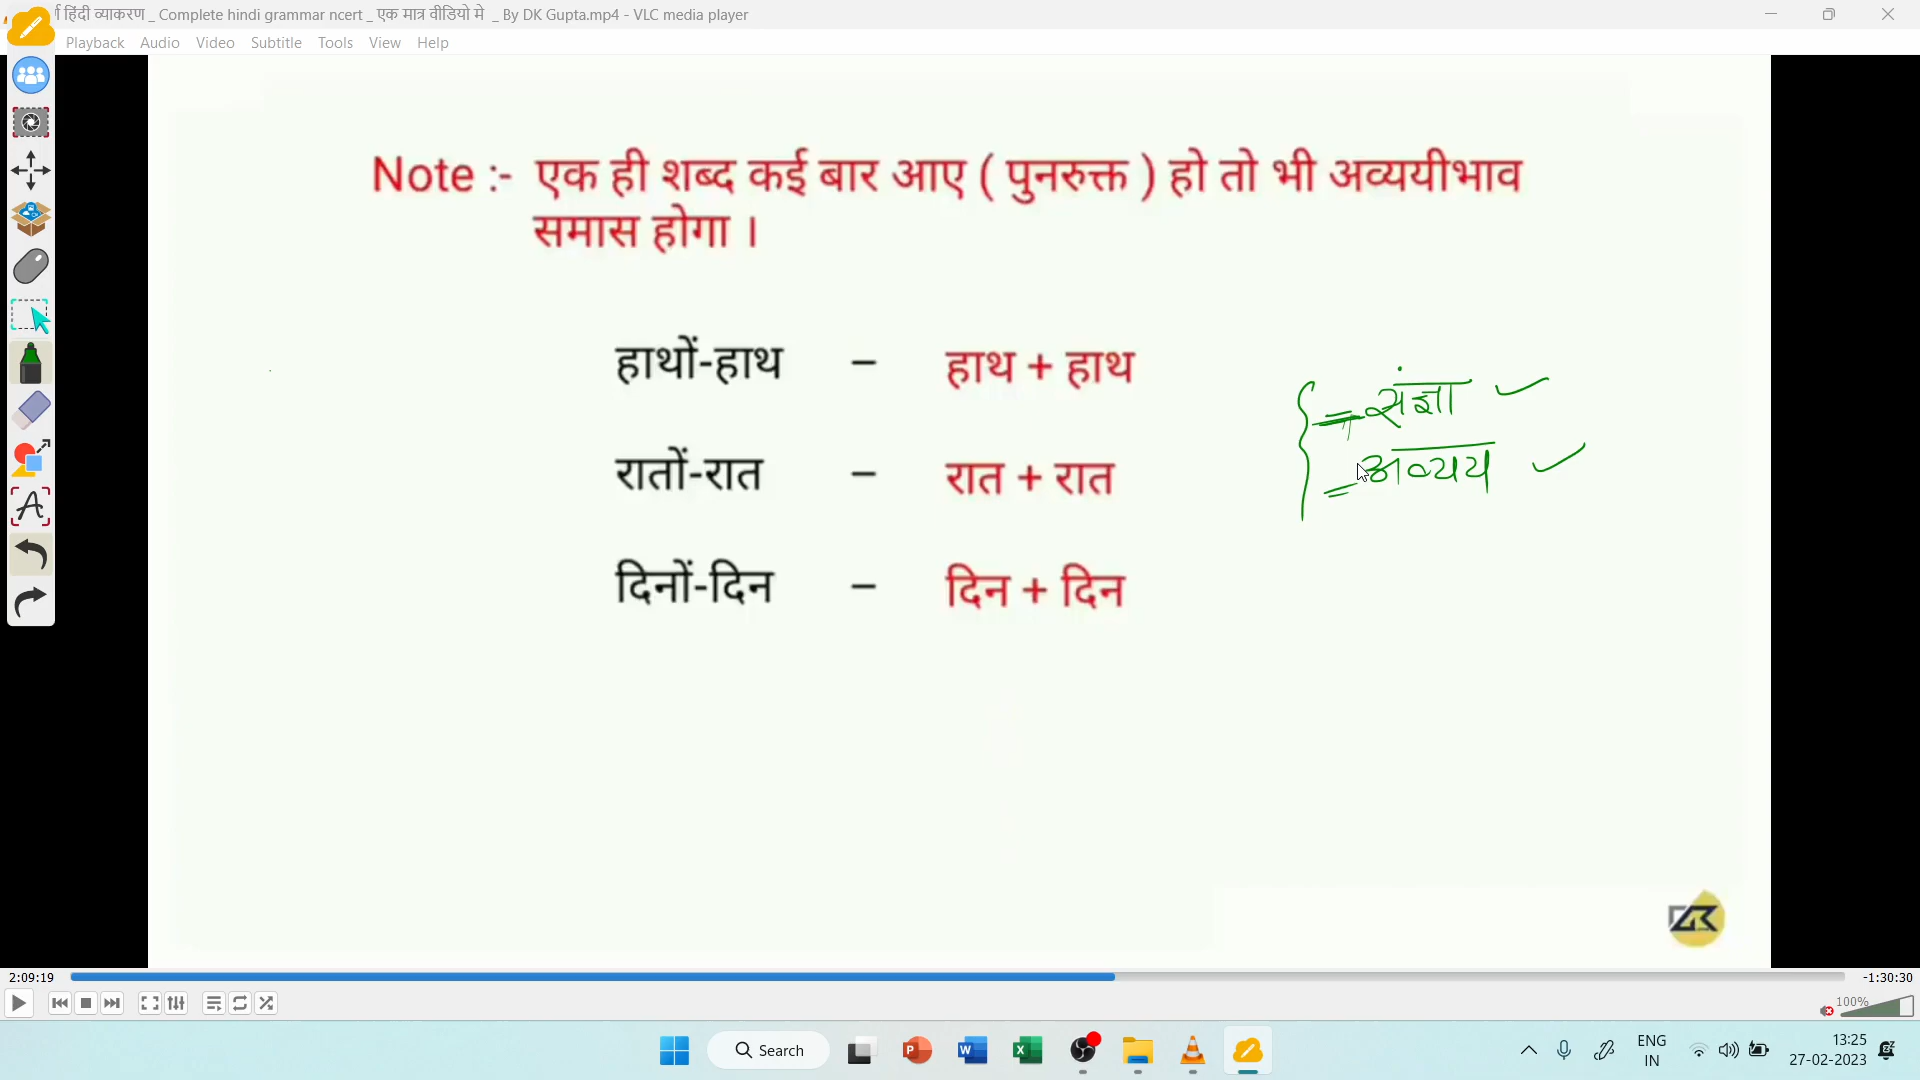 हिंदी व्याकरण _ Complete hindi grammar ncert _ एक मात्र वीडियो मे _ By DK Gupta.mp4 - VLC media player
Playback Audio Video Subtitle Tools View Help
Note :- एक ही शब्द कई बार आए ( पुनरुक्त ) हो तो भी अव्ययीभाव
समास होगा ।
हाथों-हाथ – हाथ + हाथ
संज्ञा
रातों-रात – रात + रात
अव्यय
दिनों-दिन – दिन + दिन
2:09:19 -1:30:30
100%
Search
ENG
IN
13:25
27-02-2023